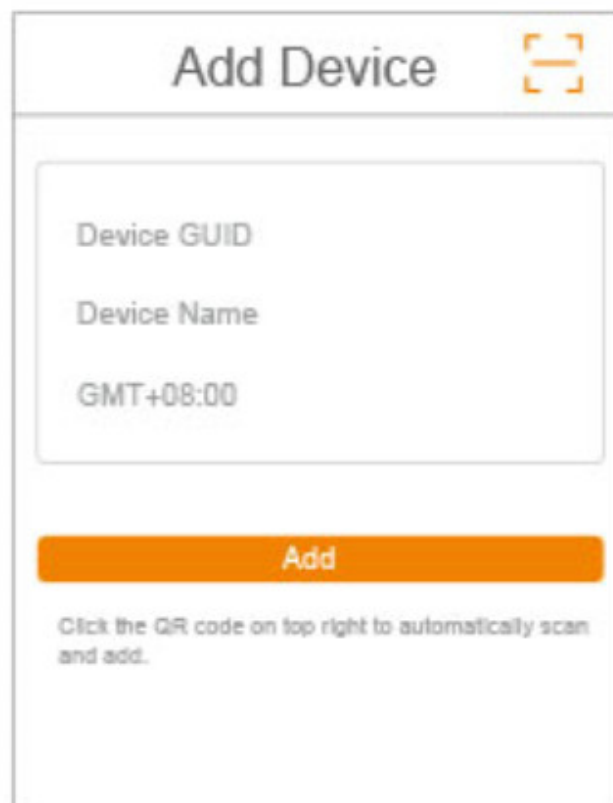 Add Device
Device GUID
Device Name
GMT+08:00
Add
Click the QR code on top right to automatically scan
and add.